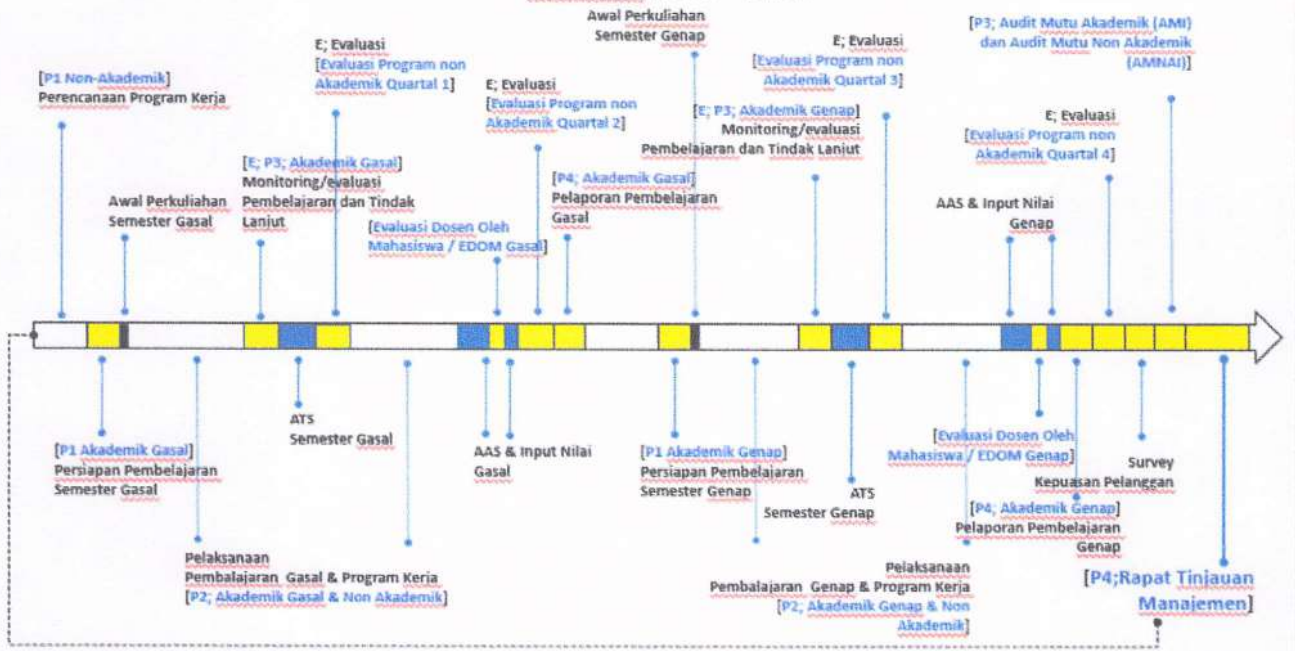 Awal Perkuliahan
Semester Genap
[P3; Audit Mutu Akademik (AMI)
dan Audit Mutu Non Akademik
(AMNAI)]
E; Evaluasi
[Evaluasi Program non
Akademik Quartal 1]
E; Evaluasi
[Evaluasi Program non
Akademik Quartal 3]
[P1 Non-Akademik]
Perencanaan Program Kerja
E; Evaluasi
[Evaluasi Program non
Akademik Quartal 2]
[E; P3; Akademik Genap]
Monitoring/evaluasi
Pembelajaran dan Tindak Lanjut
E; Evaluasi
[Evaluasi Program non
Akademik Quartal 4]
[E; P3; Akademik Gasal]
Monitoring/evaluasi
Pembelajaran dan Tindak
Lanjut
[P4; Akademik Gasal]
Pelaporan Pembelajaran
Gasal
Awal Perkuliahan
Semester Gasal
AAS & Input Nilai
Genap
[Evaluasi Dosen Oleh
Mahasiswa / EDOM Gasal]
ATS
Semester Gasal
[P1 Akademik Gasal]
Persiapan Pembelajaran
Semester Gasal
AAS & Input Nilai
Gasal
[P1 Akademik Genap]
Persiapan Pembelajaran
Semester Genap
ATS
Semester Genap
[Evaluasi Dosen Oleh
Mahasiswa / EDOM Genap]
Survey
Kepuasan Pelanggan
[P4; Akademik Genap]
Pelaporan Pembelajaran
Genap
Pelaksanaan
Pembalajaran Gasal & Program Kerja
[P2; Akademik Gasal & Non Akademik]
Pelaksanaan
Pembalajaran Genap & Program Kerja
[P2; Akademik Genap & Non
Akademik]
[P4;Rapat Tinjauan
Manajemen]